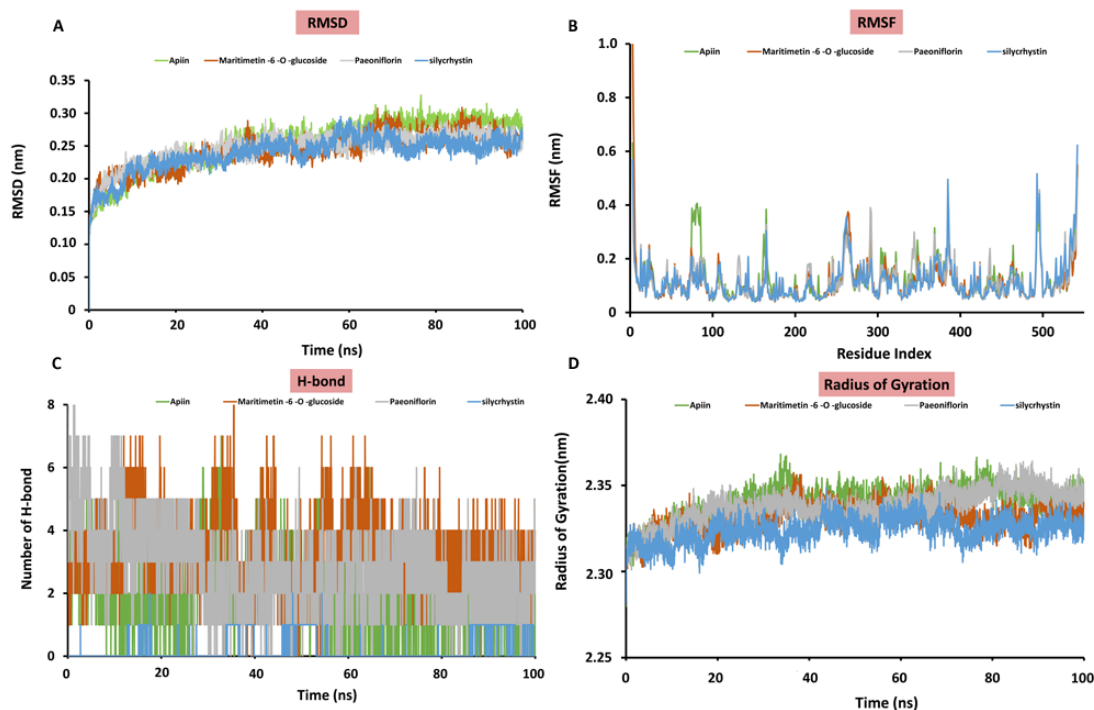 A
RMSD
Apiin Maritimetin -6 -O -glucoside Paeoniflorin silycrhystin
0.35
0.30
0.25
0.20
0.15
0.10
0.05
0
RMSD (nm)
0 20 40 60 80 100
Time (ns)
B
RMSF
Apiin Maritimetin -6 -O -glucoside Paeoniflorin silycrhystin
1.0
0.8
0.6
0.4
0.2
0
RMSF (nm)
0 100 200 300 400 500
Residue Index
C
H-bond
Apiin Maritimetin -6 -O -glucoside Paeoniflorin silycrhystin
8
6
4
2
0
Number of H-bond
0 20 40 60 80 100
Time (ns)
D
Radius of Gyration
Apiin Maritimetin -6 -O -glucoside Paeoniflorin silycrhystin
2.40
2.35
2.30
2.25
Radius of Gyration(nm)
0 20 40 60 80 100
Time (ns)